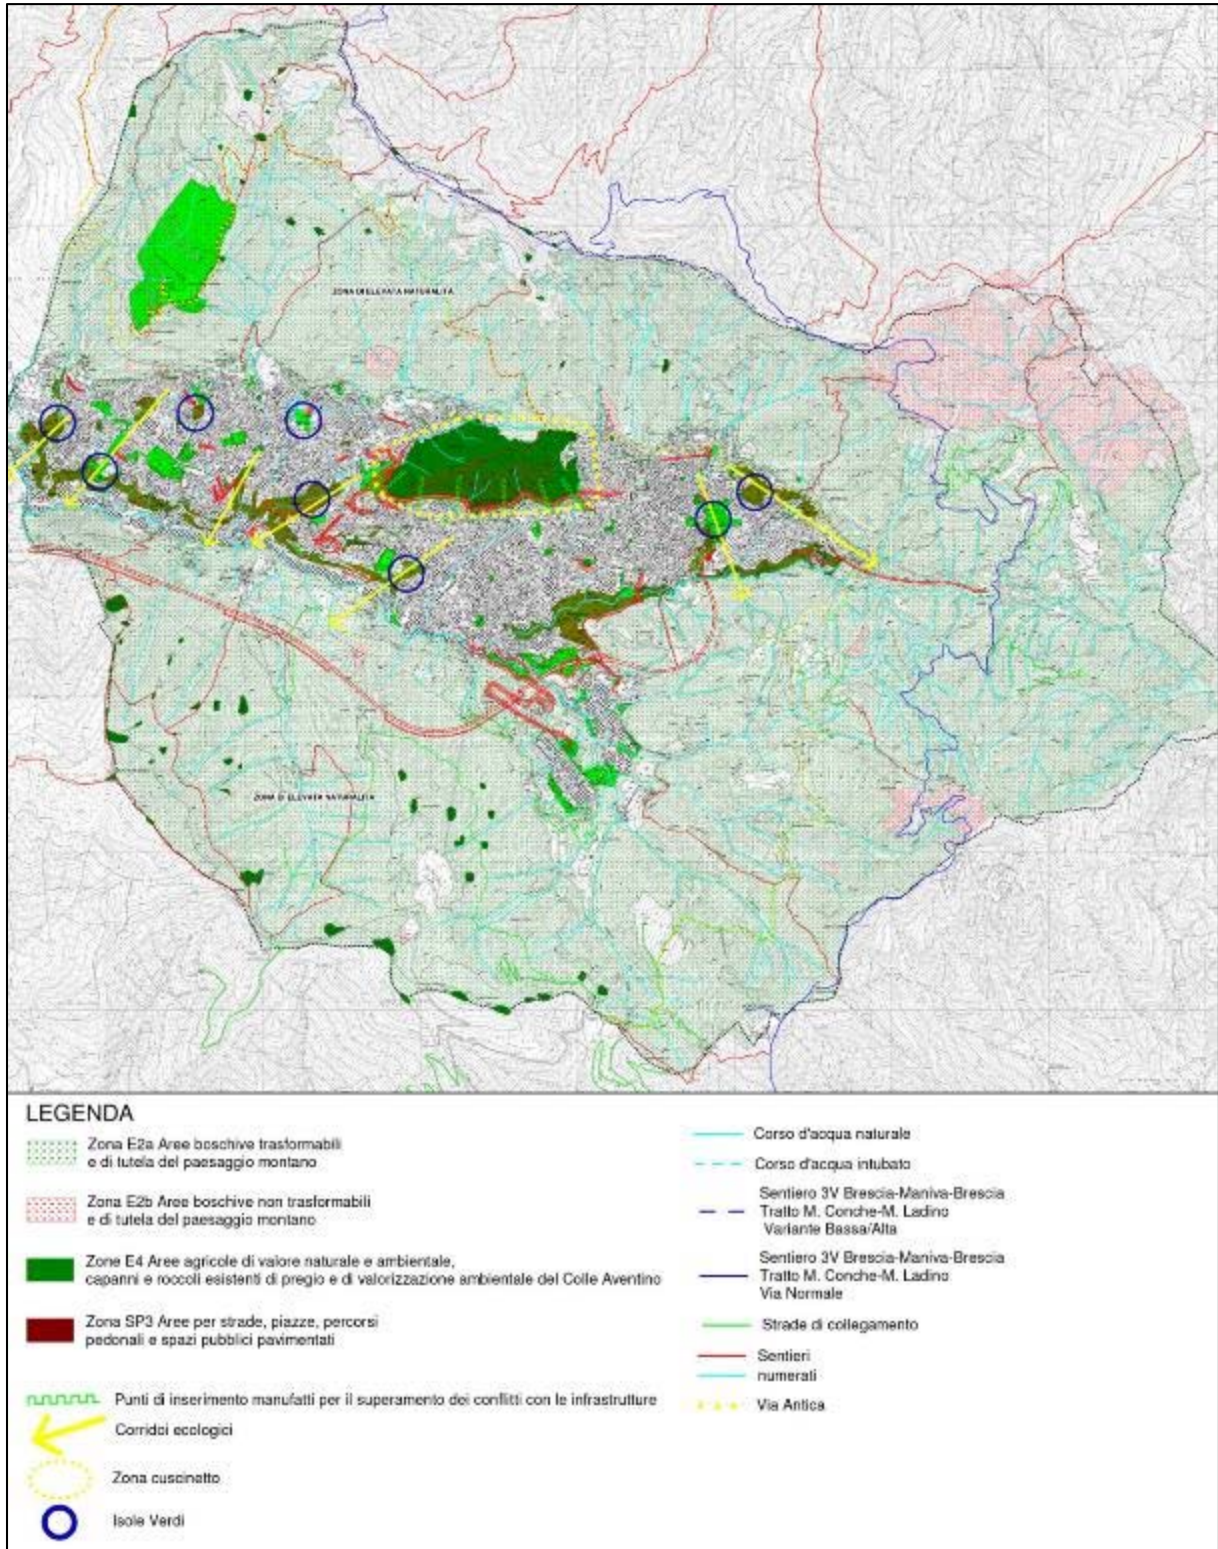 ZONA DI ELEVATA NATURALITÀ
ZONA DI ELEVATA NATURALITÀ
LEGENDA
Zona E2a Aree boschive trasformabili
e di tutela del paesaggio montano
Zona E2b Aree boschive non trasformabili
e di tutela del paesaggio montano
Zone E4 Aree agricole di valore naturale e ambientale,
capanni e roccoli esistenti di pregio e di valorizzazione ambientale del Colle Aventino
Zona SP3 Aree per strade, piazze, percorsi
pedonali e spazi pubblici pavimentati
Punti di inserimento manufatti per il superamento dei conflitti con le infrastrutture
Corridoi ecologici
Zona cuscinetto
Isole Verdi
Corso d'acqua naturale
Corso d'acqua intubato
Sentiero 3V Brescia-Maniva-Brescia
Tratto M. Conche-M. Ladino
Variante Bassa/Alta
Sentiero 3V Brescia-Maniva-Brescia
Tratto M. Conche-M. Ladino
Via Normale
Strade di collegamento
Sentieri
numerati
Via Antica